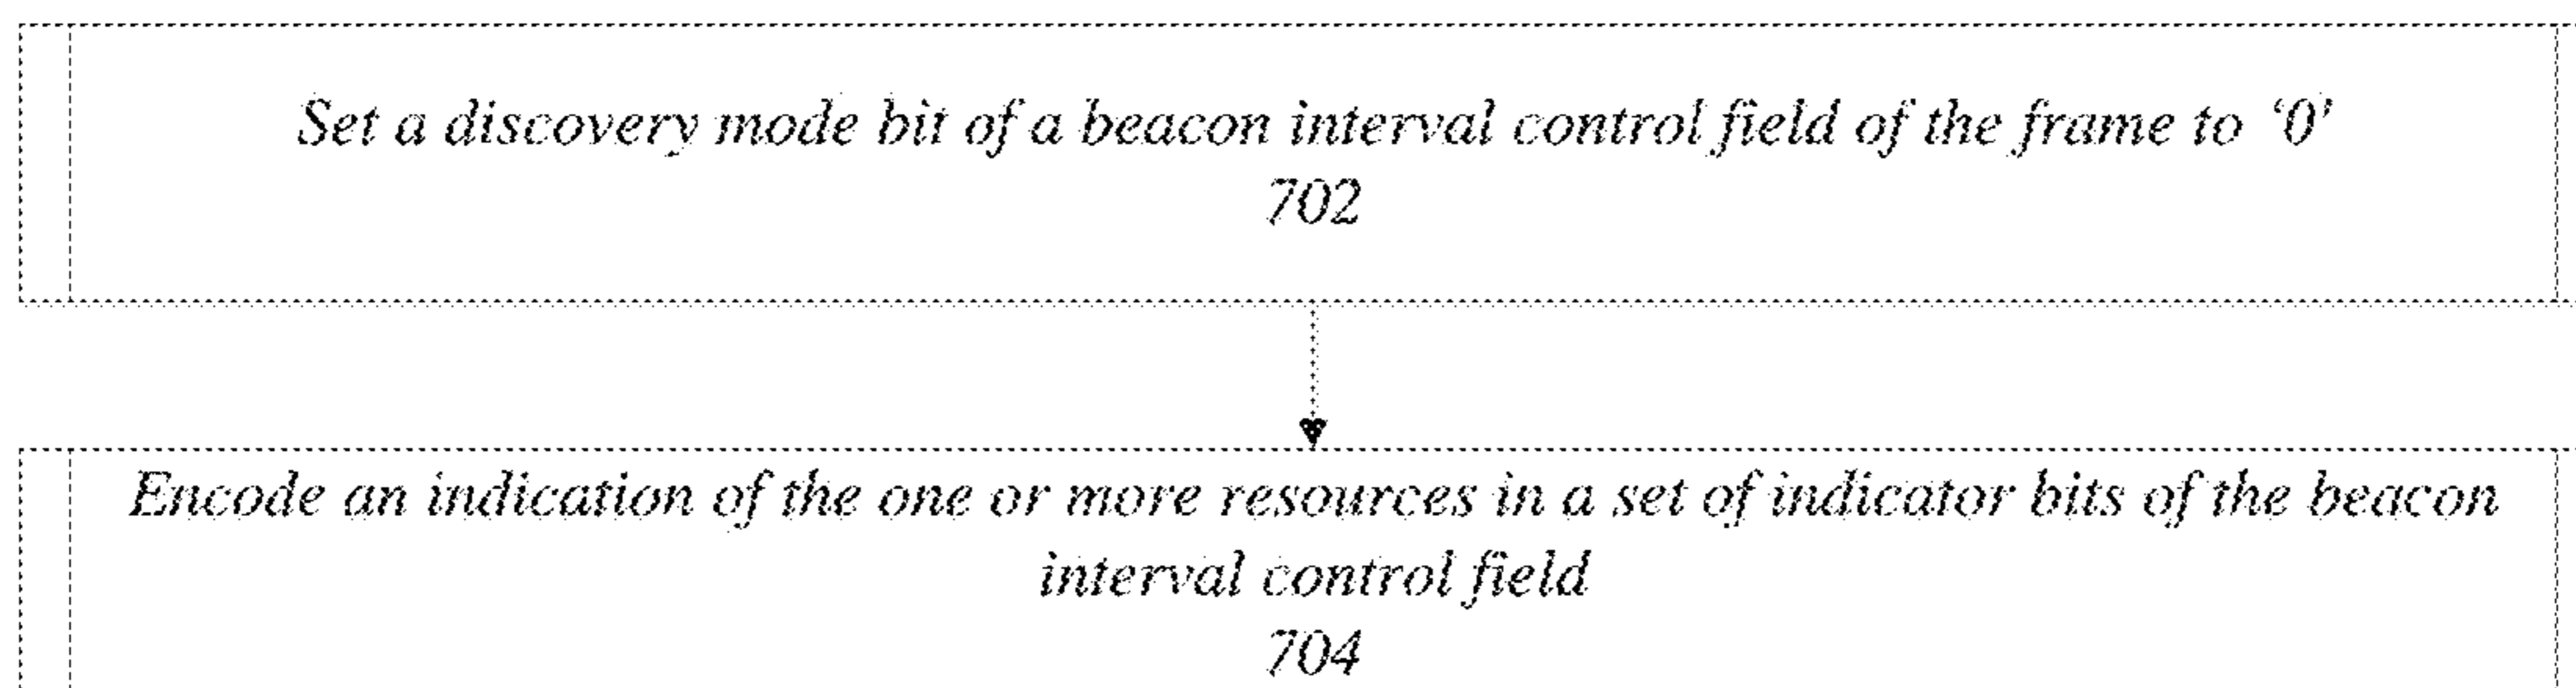 Set a discovery mode bit of a beacon interval control field of the frame to ‘0’
702
Encode an indication of the one or more resources in a set of indicator bits of the beacon
interval control field
704